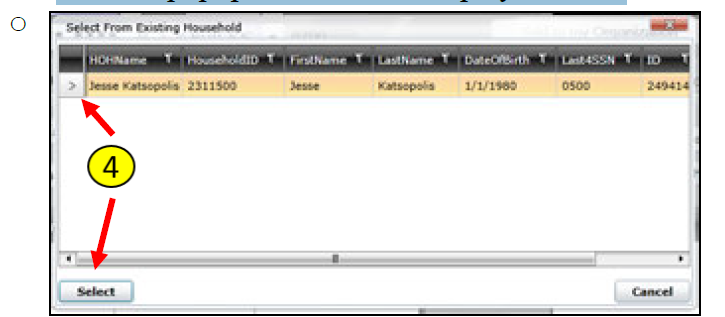 Select From Existing Household
HOHName HouseholdID FirstName LastName DateOfBirth Last4SSN ID
> Jesse Katsopolis 2311500 Jesse Katsopolis 1/1/1980 0500 249414
4
Select Cancel